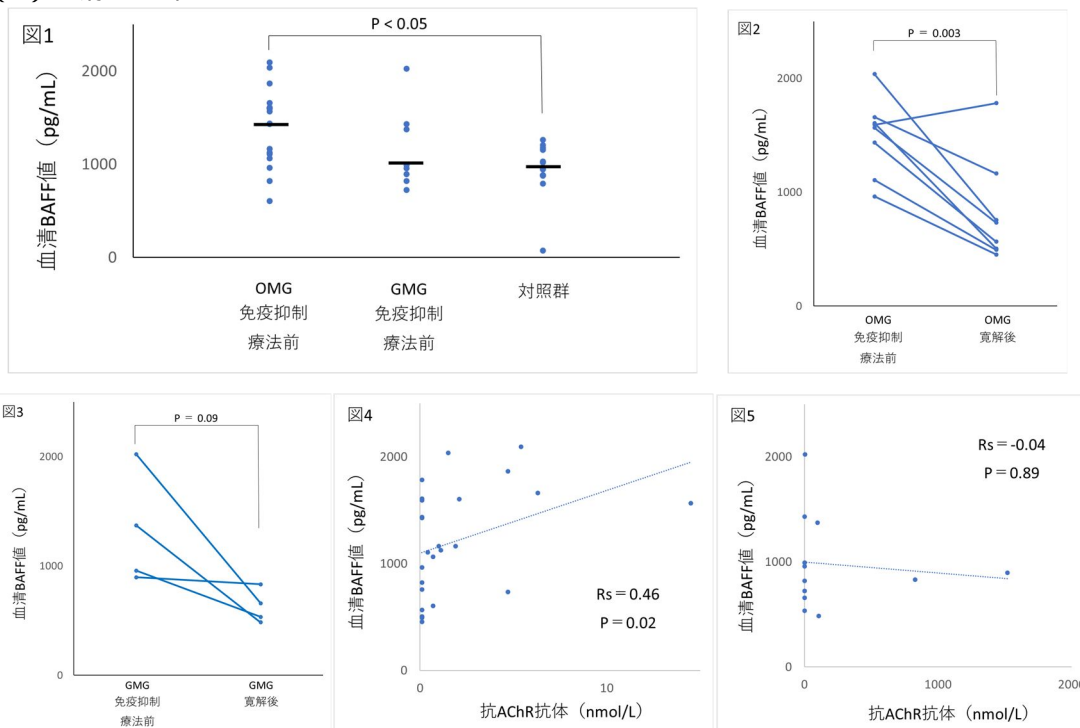 図1
P < 0.05
血清BAFF値（pg/mL）
2000
1000
0
OMG
免疫抑制
療法前
GMG
免疫抑制
療法前
対照群
図2
P = 0.003
血清BAFF値（pg/mL）
2000
1000
0
OMG
免疫抑制
療法前
OMG
寛解後
図3
P = 0.09
血清BAFF値（pg/mL）
2000
1000
0
GMG
免疫抑制
療法前
GMG
寛解後
図4
血清BAFF値（pg/mL）
2000
1000
0
Rs = 0.46
P = 0.02
0
10
抗AChR抗体（nmol/L）
図5
血清BAFF値（pg/mL）
2000
1000
0
Rs = -0.04
P = 0.89
0
1000
2000
抗AChR抗体（nmol/L）